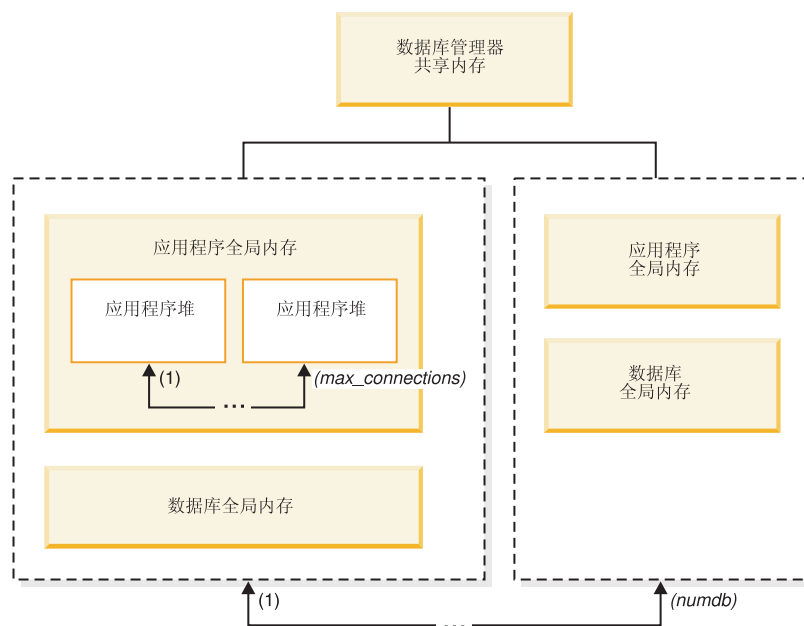 数据库管理器
共享内存
应用程序全局内存
应用程序堆
应用程序堆
(1)
(max_connections)
...
数据库全局内存
应用程序
全局内存
数据库
全局内存
(1)
(numdb)
...